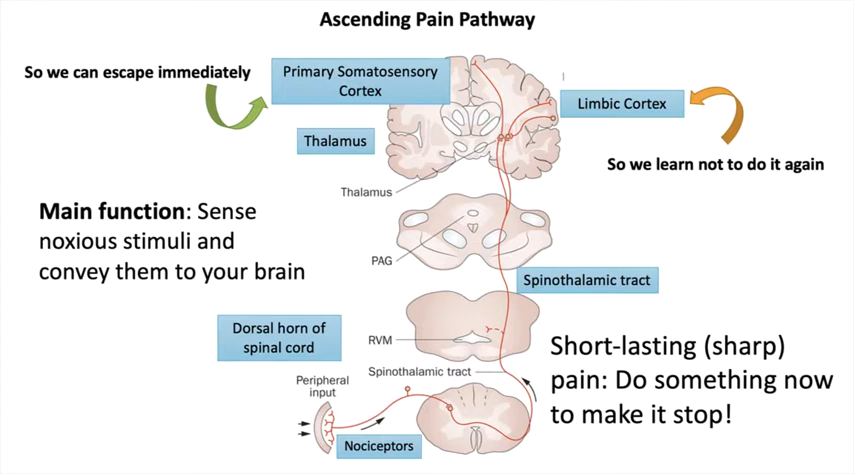 Ascending Pain Pathway
So we can escape immediately
Primary Somatosensory
Cortex
Limbic Cortex
Thalamus
So we learn not to do it again
Thalamus
Main function: Sense
noxious stimuli and
convey them to your brain
PAG
Spinothalamic tract
Dorsal horn of
spinal cord
RVM
Short-lasting (sharp)
pain: Do something now
to make it stop!
Spinothalamic tract
Peripheral
input
Nociceptors